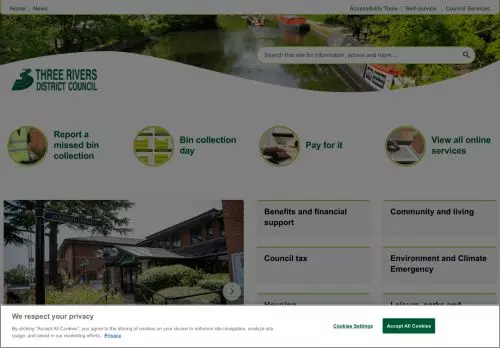 Home | News
Accessibility Tools | Self-service | Council Services
Search this site for information, advice and more...
THREE RIVERS
DISTRICT COUNCIL
Report a
missed bin
collection
Bin collection
day
Pay for it
View all online
services
Benefits and financial
support
Community and living
Council tax
Environment and Climate
Emergency
Housing
Leisure, parks and
We respect your privacy
By clicking "Accept All Cookies", you agree to the storing of cookies on your device to enhance site navigation, analyze site
usage, and assist in our marketing efforts. Privacy
Cookies Settings
Accept All Cookies